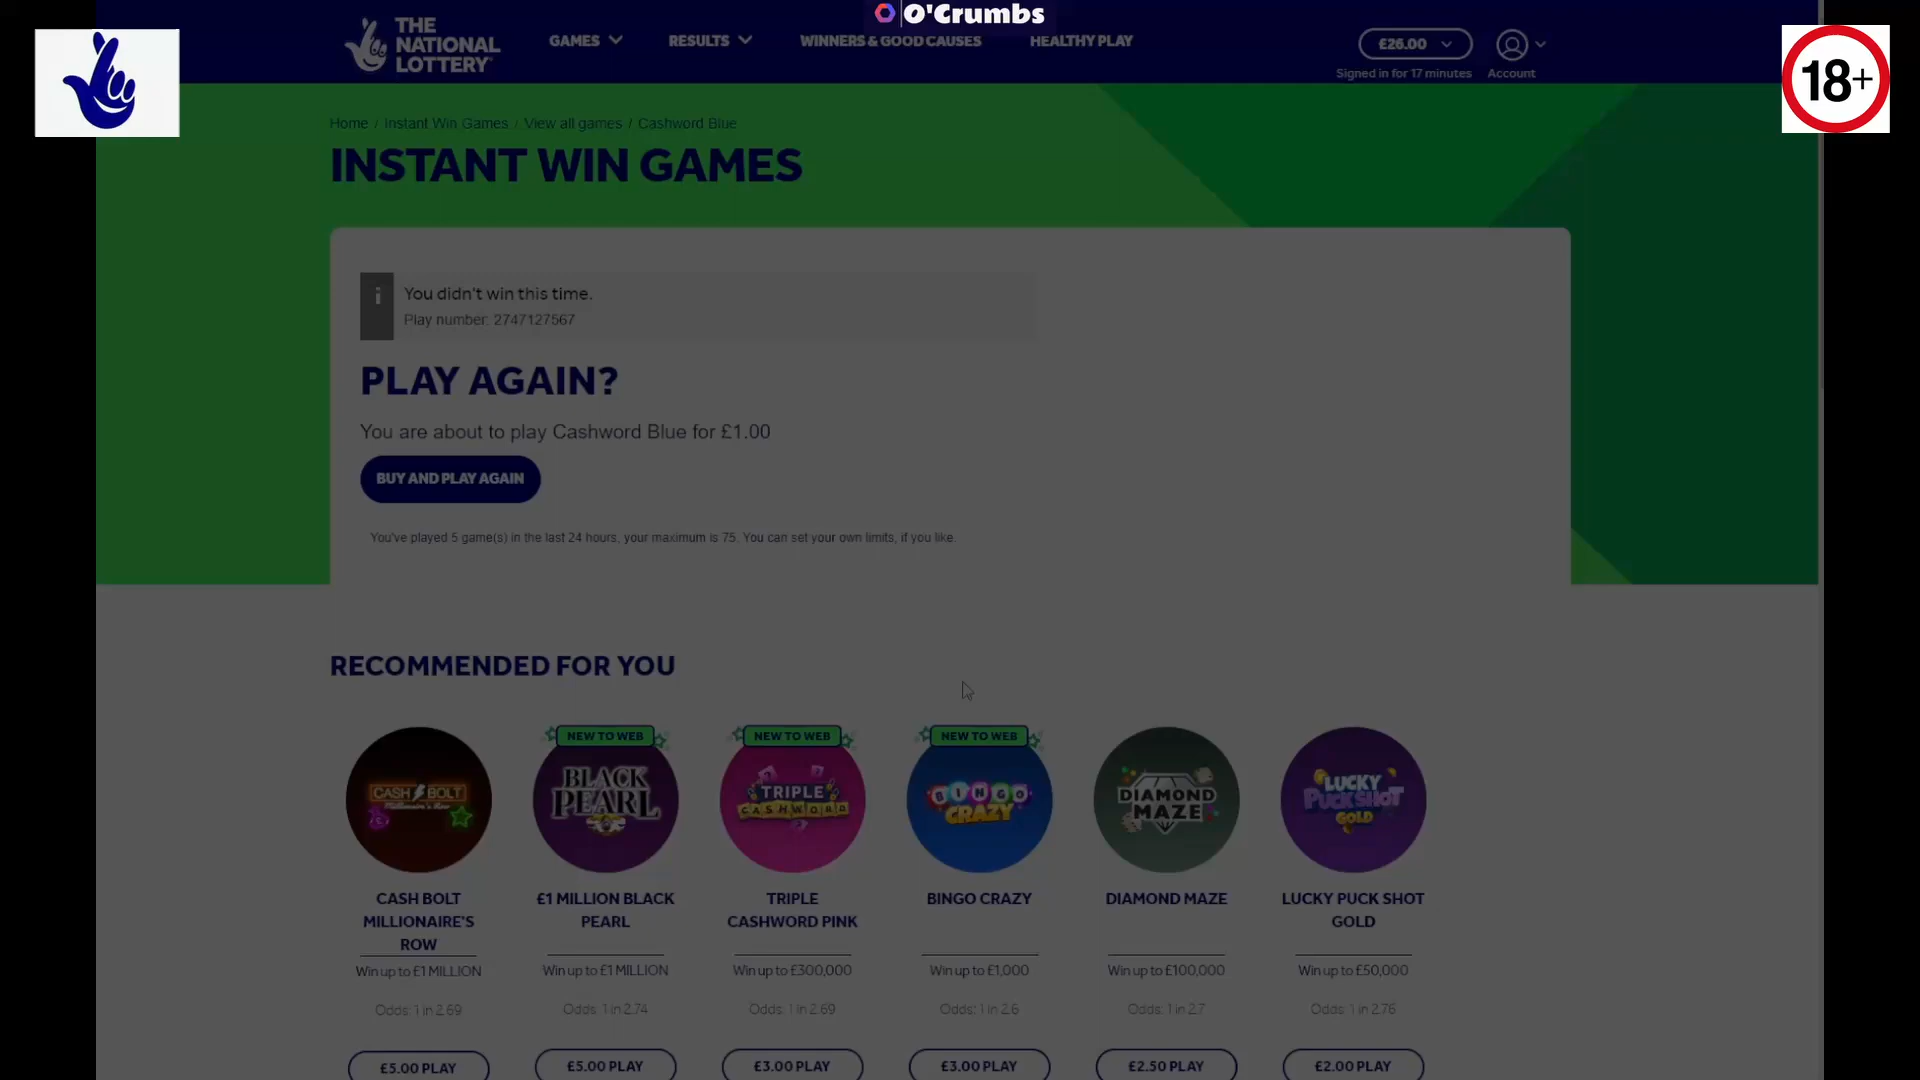 O'Crumbs
THE
NATIONAL
LOTTERY
GAMES
RESULTS
WINNERS & GOOD CAUSES
HEALTHY PLAY
£26.00
Signed in for 17 minutes
Account
18+
Home / Instant Win Games / View all games / Cashword Blue
INSTANT WIN GAMES
i
You didn't win this time.
Play number: 2747127567
PLAY AGAIN?
You are about to play Cashword Blue for £1.00
BUY AND PLAY AGAIN
You've played 5 game(s) in the last 24 hours, your maximum is 75. You can set your own limits, if you like.
RECOMMENDED FOR YOU
NEW TO WEB
NEW TO WEB
NEW TO WEB
CASH BOLT
Millionaire's Row
BLACK
PEARL
TRIPLE
CASHWORD
BINGO
CRAZY
DIAMOND
MAZE
LUCKY
PUCK SHOT
GOLD
CASH BOLT
MILLIONAIRE'S
ROW
£1 MILLION BLACK
PEARL
TRIPLE
CASHWORD PINK
BINGO CRAZY
DIAMOND MAZE
LUCKY PUCK SHOT
GOLD
Win up to £1 MILLION
Win up to £1 MILLION
Win up to £300,000
Win up to £1,000
Win up to £100,000
Win up to £50,000
Odds: 1 in 2.69
Odds: 1 in 2.74
Odds: 1 in 2.69
Odds: 1 in 2.6
Odds: 1 in 2.7
Odds: 1 in 2.76
£5.00 PLAY
£5.00 PLAY
£3.00 PLAY
£3.00 PLAY
£2.50 PLAY
£2.00 PLAY